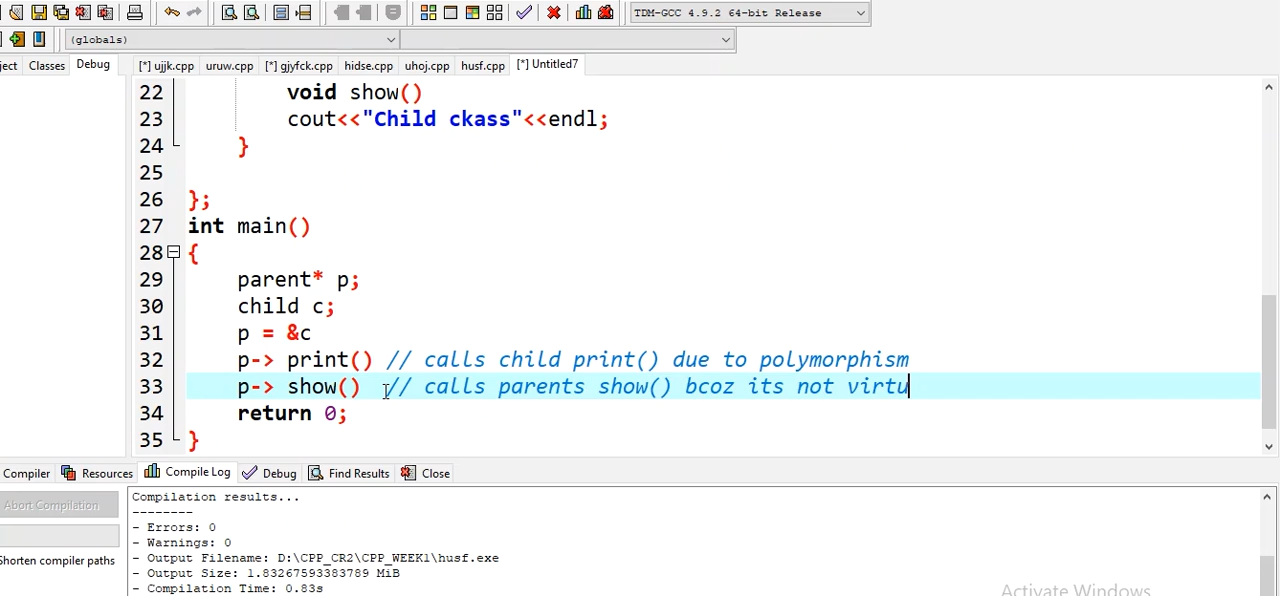 TDM-GCC 4.9.2 64-bit Release
(globals)
ject Classes Debug [*] ujjk.cpp uruw.cpp [*] gjyfck.cpp hidse.cpp uhoj.cpp husf.cpp [*] Untitled7
22 void show()
23 cout<<"Child ckass"<<endl;
24 }
25
26 };
27 int main()
28 {
29 parent* p;
30 child c;
31 p = &c
32 p-> print() // calls child print() due to polymorphism
33 p-> show() // calls parents show() bcoz its not virtu
34 return 0;
35 }
Compiler Resources Compile Log Debug Find Results Close
Abort Compilation
Shorten compiler paths
Compilation results...
--------
- Errors: 0
- Warnings: 0
- Output Filename: D:\CPP_CR2\CPP_WEEK1\husf.exe
- Output Size: 1.83267593383789 MiB
- Compilation Time: 0.83s
Activate Windows